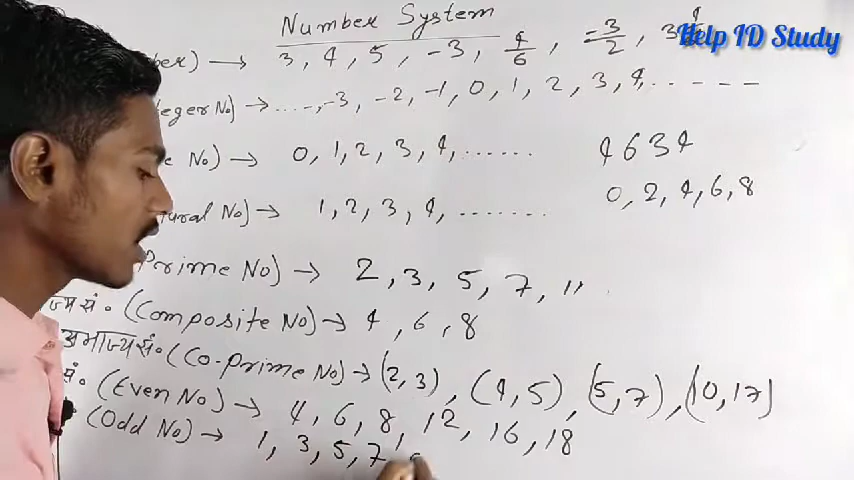 Number System
ber) → 3, 4, 5, -3, 4/6, -3/2, 3
Help ID Study
teger No) → ....,-3, -2, -1, 0, 1, 2, 3, 4,.....
e No) → 0, 1, 2, 3, 4,......
4634
0, 2, 4, 6, 8
tural No) → 1, 2, 3, 4, .......
Prime No) → 2, 3, 5, 7, 11
ज्य सं॰ (Composite No) → 4, 6, 8
अभाज्य सं॰ (Co-Prime No) → (2, 3), (4, 5), (5, 7), (10, 17)
सं॰ (Even No) → 4, 6, 8, 12, 16, 18
(Odd No) → 1, 3, 5, 7,